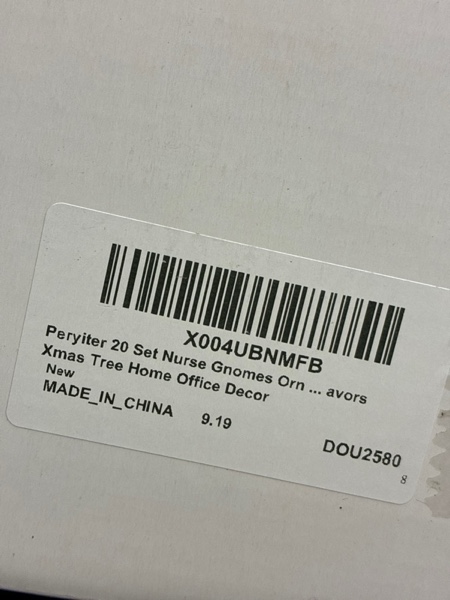 X004UBNMFB
Peryiter 20 Set Nurse Gnomes Orn ... avors
Xmas Tree Home Office Decor
New
MADE_IN_CHINA 9.19
DOU2580
8